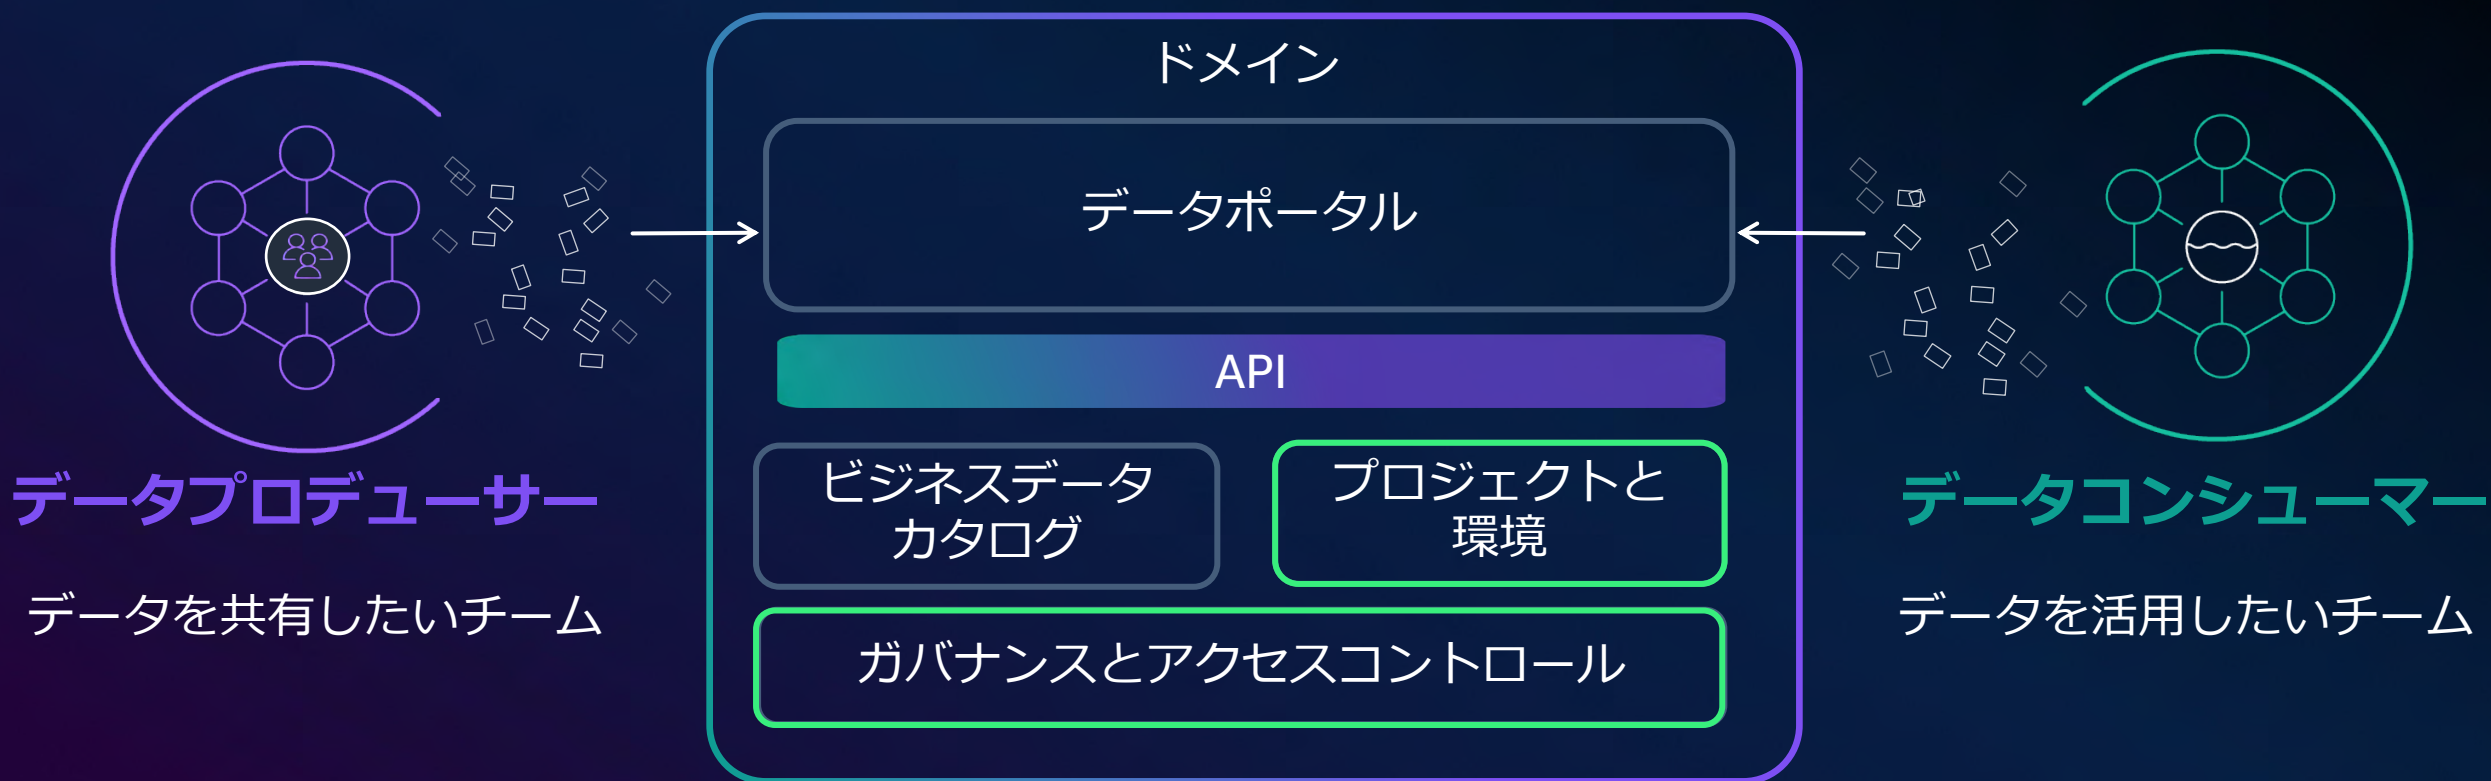 ドメイン
データポータル
API
ビジネスデータ
カタログ
プロジェクトと
環境
ガバナンスとアクセスコントロール
データプロデューサー
データを共有したいチーム
データコンシューマー
データを活用したいチーム